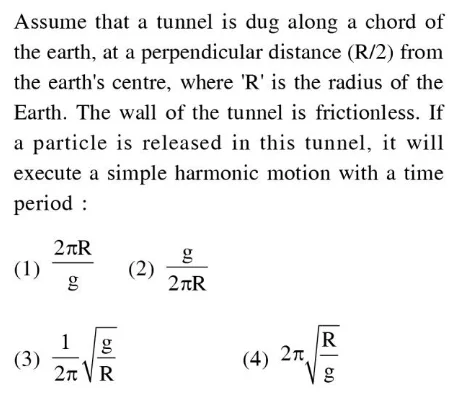 Assume that a tunnel is dug along a chord of
the earth, at a perpendicular distance (R/2) from
the earth's centre, where 'R' is the radius of the
Earth. The wall of the tunnel is frictionless. If
a particle is released in this tunnel, it will
execute a simple harmonic motion with a time
period :
(1) 2πR/g (2) g/2πR
(3) 1/2π √(g/R) (4) 2π √(R/g)